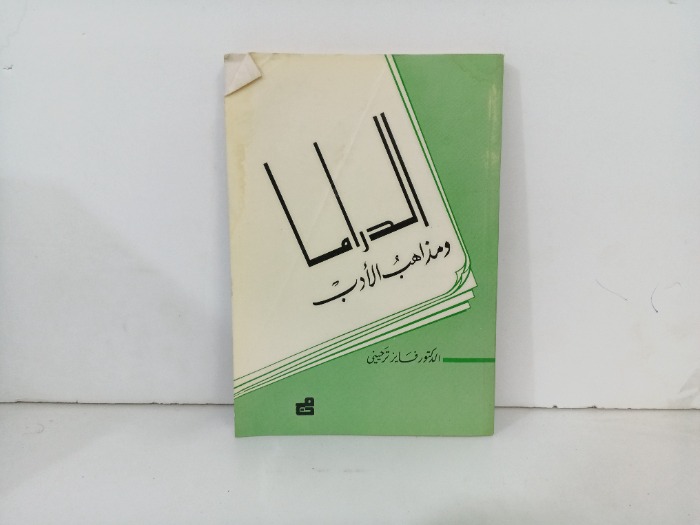 الدراما
ومذاهبُ الأدب
الدكتور فايز ترحيني